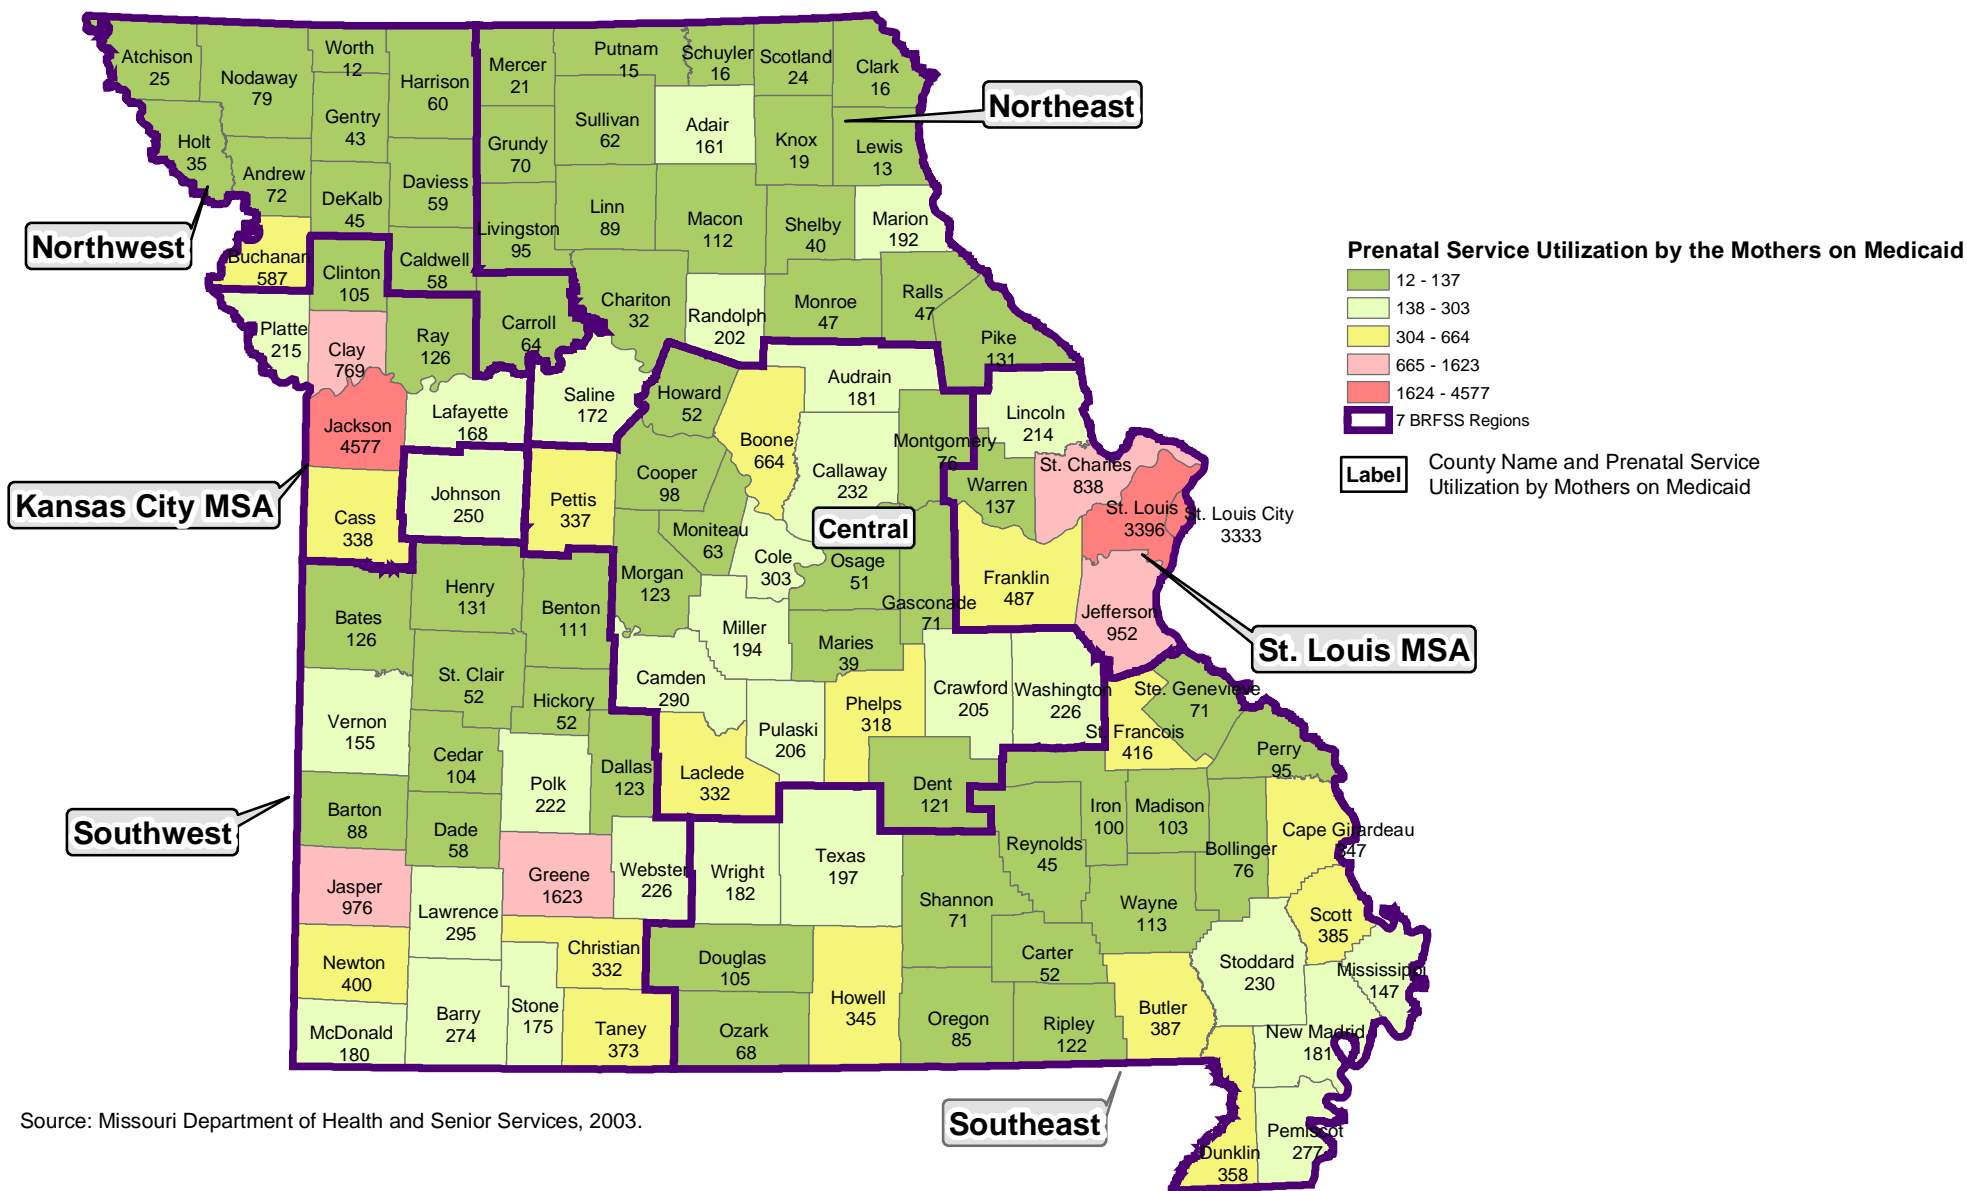 Atchison
25
Nodaway
79
Worth
12
Harrison
60
Mercer
21
Putnam
15
Schuyler
16
Scotland
24
Clark
16
Northeast
Holt
35
Gentry
43
Grundy
70
Sullivan
62
Adair
161
Knox
19
Lewis
13
Andrew
72
DeKalb
45
Daviess
59
Livingston
95
Linn
89
Macon
112
Shelby
40
Marion
192
Northwest
Buchanan
587
Clinton
105
Caldwell
58
Prenatal Service Utilization by the Mothers on Medicaid
12 - 137
138 - 303
304 - 664
665 - 1623
1624 - 4577
7 BRFSS Regions
Label
County Name and Prenatal Service
Utilization by Mothers on Medicaid
Platte
215
Clay
769
Ray
126
Carroll
64
Chariton
32
Randolph
202
Monroe
47
Ralls
47
Pike
131
Jackson
4577
Lafayette
168
Saline
172
Howard
52
Boone
664
Audrain
181
Callaway
232
Montgomery
76
Lincoln
214
Warren
137
St. Charles
838
St. Louis
3396
St. Louis City
3333
Kansas City MSA
Cass
338
Johnson
250
Pettis
337
Cooper
98
Moniteau
63
Central
Cole
303
Osage
51
Gasconade
71
Franklin
487
Jefferson
952
St. Louis MSA
Bates
126
Henry
131
Benton
111
Morgan
123
Miller
194
Maries
39
Camden
290
Vernon
155
St. Clair
52
Hickory
52
Pulaski
206
Phelps
318
Crawford
205
Washington
226
Ste. Genevieve
71
St. Francois
416
Perry
95
Cedar
104
Polk
222
Dallas
123
Laclede
332
Dent
121
Southwest
Barton
88
Dade
58
Reynolds
45
Iron
100
Madison
103
Bollinger
76
Cape Girardeau
347
Jasper
976
Lawrence
295
Greene
1623
Webster
226
Wright
182
Texas
197
Shannon
71
Wayne
113
Scott
385
Newton
400
Christian
332
Douglas
105
Howell
345
Carter
52
Butler
387
Stoddard
230
Mississippi
147
McDonald
180
Barry
274
Stone
175
Taney
373
Ozark
68
Oregon
85
Ripley
122
New Madrid
181
Southeast
Dunklin
358
Pemiscot
277
Source: Missouri Department of Health and Senior Services, 2003.